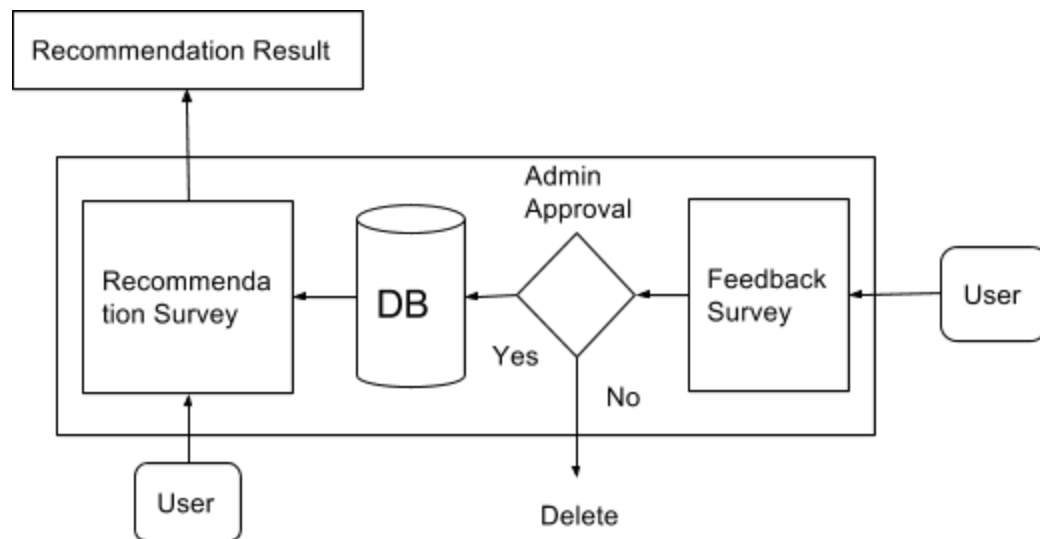 Recommendation Result
Admin
Approval
Recommenda
tion Survey
DB
Feedback
Survey
User
Yes
No
User
Delete